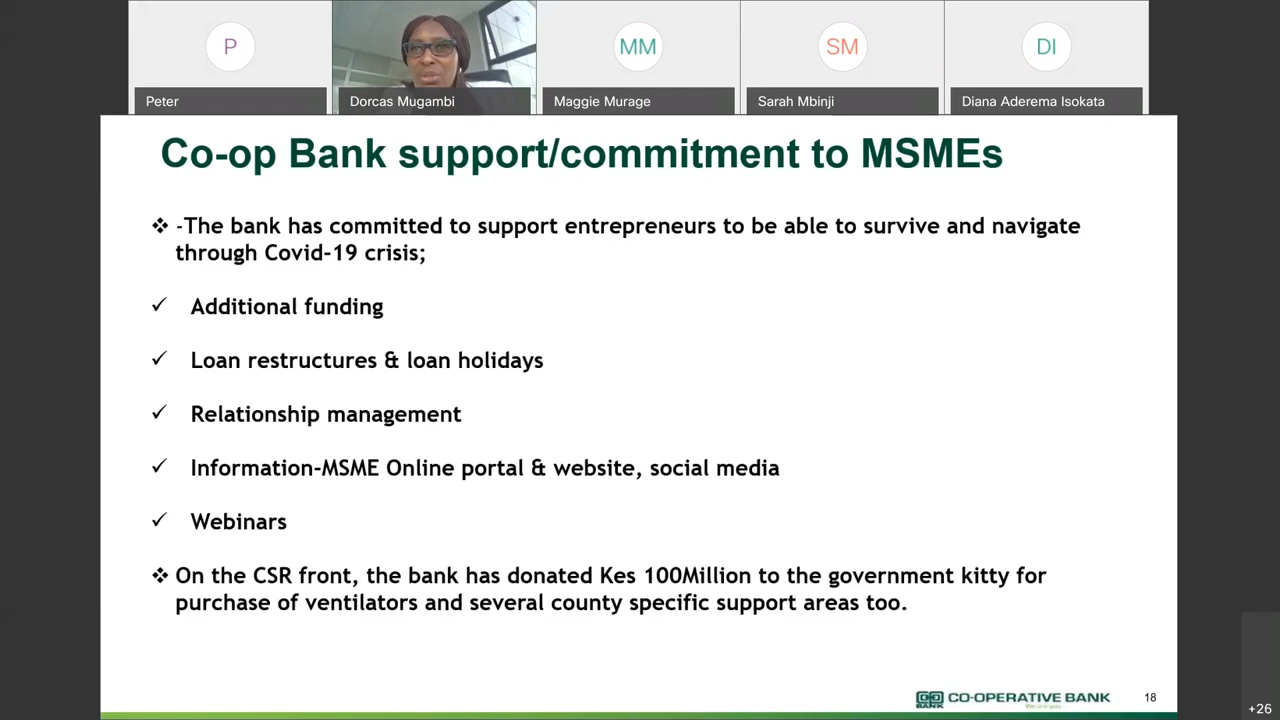 P
MM
SM
DI
Peter
Dorcas Mugambi
Maggie Murage
Sarah Mbinji
Diana Aderema Isokata
Co-op Bank support/commitment to MSMEs
❖ -The bank has committed to support entrepreneurs to be able to survive and navigate
through Covid-19 crisis;
✓ Additional funding
✓ Loan restructures & loan holidays
✓ Relationship management
✓ Information-MSME Online portal & website, social media
✓ Webinars
❖ On the CSR front, the bank has donated Kes 100Million to the government kitty for
purchase of ventilators and several county specific support areas too.
BANK CO-OPERATIVE BANK
We are you
18
+26